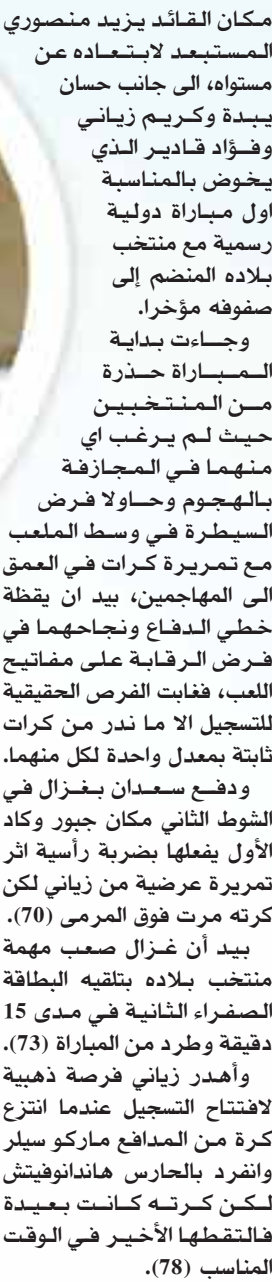 مكان القائد يزيد منصوري
المستبعد لابتعاده عن
مستواه، الى جانب حسان
يبدة وكريم زياني
وفؤاد قادير الذي
يخوض بالمناسبة
اول مباراة دولية
رسمية مع منتخب
بلاده المنضم إلى
صفوفه مؤخرا.
وجاءت بداية
المباراة حذرة
من المنتخبين
حيث لم يرغب اي
منهما في المجازفة
بالهجوم وحاولا فرض
السيطرة في وسط الملعب
مع تمريرة كرات في العمق
الى المهاجمين، بيد ان يقظة
خطي الدفاع ونجاحهما في
فرض الرقابة على مفاتيح
اللعب، فغابت الفرص الحقيقية
للتسجيل الا ما ندر من كرات
ثابتة بمعدل واحدة لكل منهما.
ودفع سعدان بغزال في
الشوط الثاني مكان جبور وكاد
الأول يفعلها بضربة رأسية اثر
تمريرة عرضية من زياني لكن
كرته مرت فوق المرمى (70).
بيد أن غزال صعب مهمة
منتخب بلاده بتلقيه البطاقة
الصفراء الثانية في مدى 15
دقيقة وطرد من المباراة (73).
وأهدر زياني فرصة ذهبية
لافتتاح التسجيل عندما انتزع
كرة من المدافع ماركو سيلر
وانفرد بالحارس هاندانوفيتش
لكن كرته كانت بعيدة
فالتقطها الأخير في الوقت
المناسب (78).